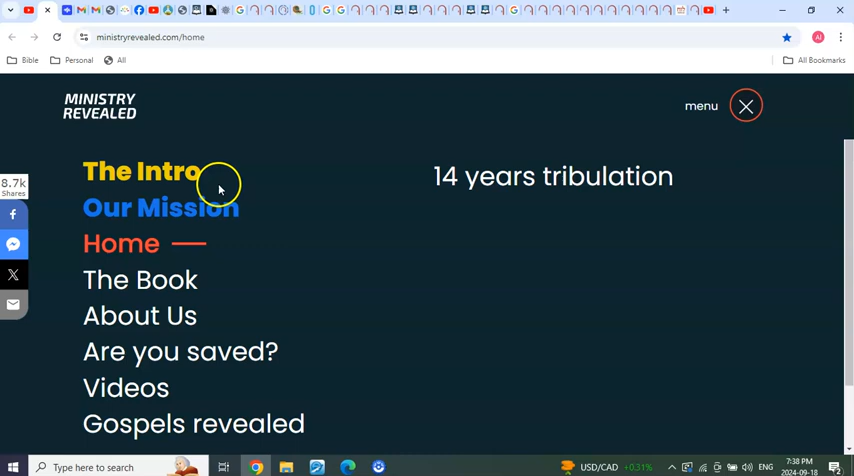 ministryrevealed.com/home
Bible
Personal
All
All Bookmarks
MINISTRY
REVEALED
menu
The Intro
14 years tribulation
8.7k
Shares
Our Mission
Home
The Book
About Us
Are you saved?
Videos
Gospels revealed
Type here to search
USD/CAD +0.31%
ENG
7:38 PM
2024-09-18